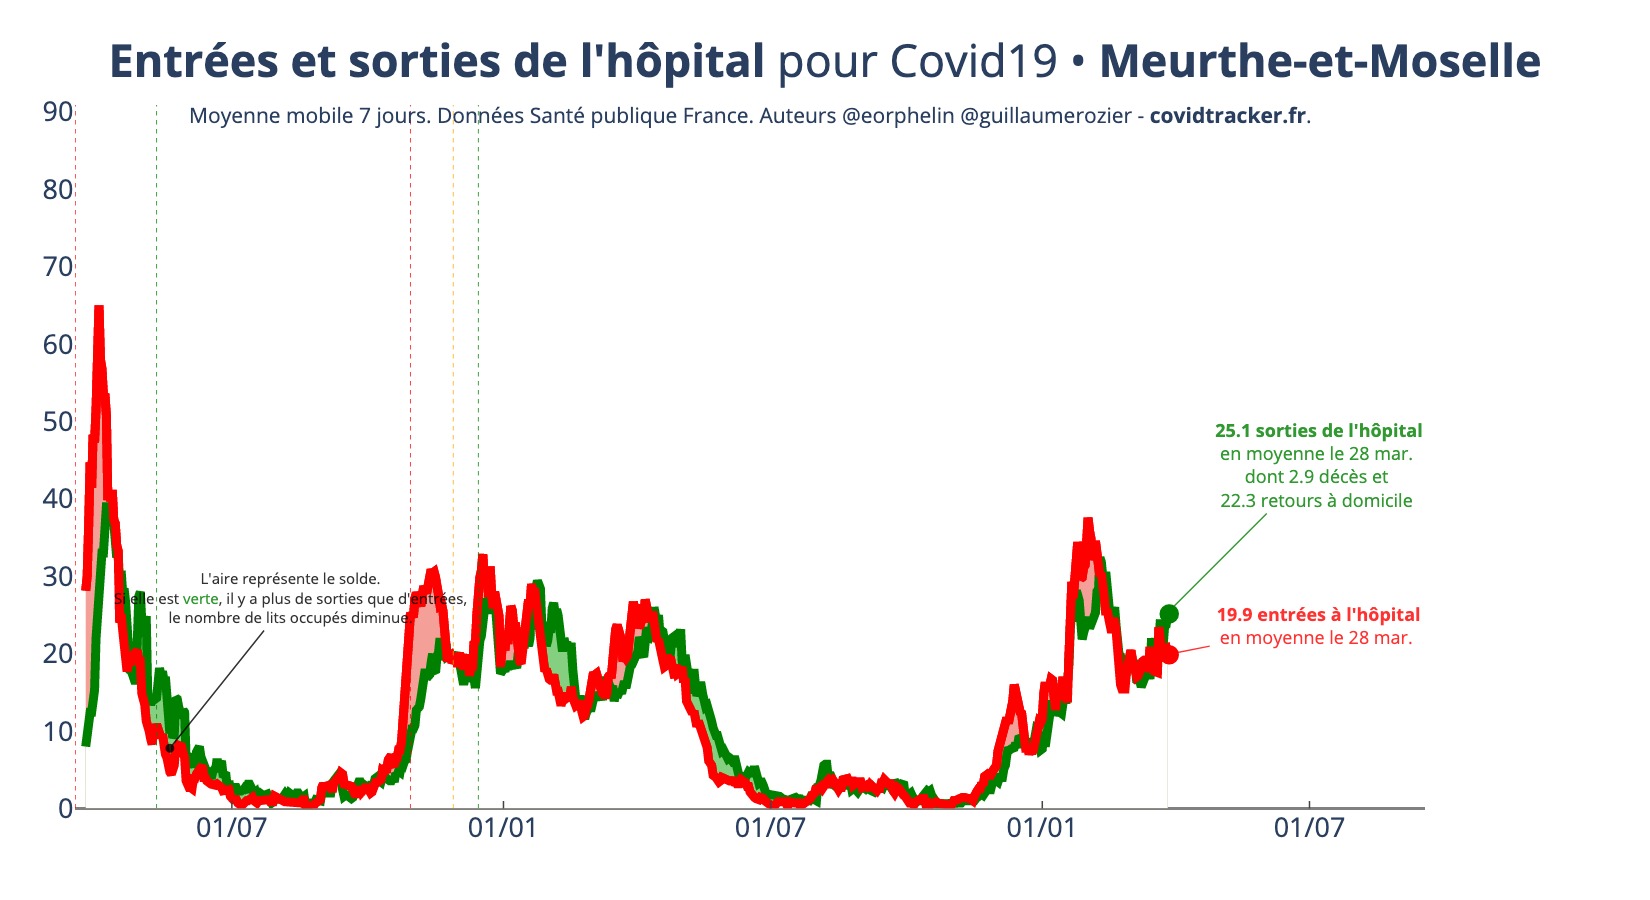 Entrées et sorties de l'hôpital pour Covid19 • Meurthe-et-Moselle
Moyenne mobile 7 jours. Données Santé publique France. Auteurs @eorphelin @guillaumerozier - covidtracker.fr.
90
80
70
60
50
40
30
20
10
0
L'aire représente le solde.
Si elle est verte, il y a plus de sorties que d'entrées,
le nombre de lits occupés diminue.
25.1 sorties de l'hôpital
en moyenne le 28 mar.
dont 2.9 décès et
22.3 retours à domicile
19.9 entrées à l'hôpital
en moyenne le 28 mar.
01/07
01/01
01/07
01/01
01/07